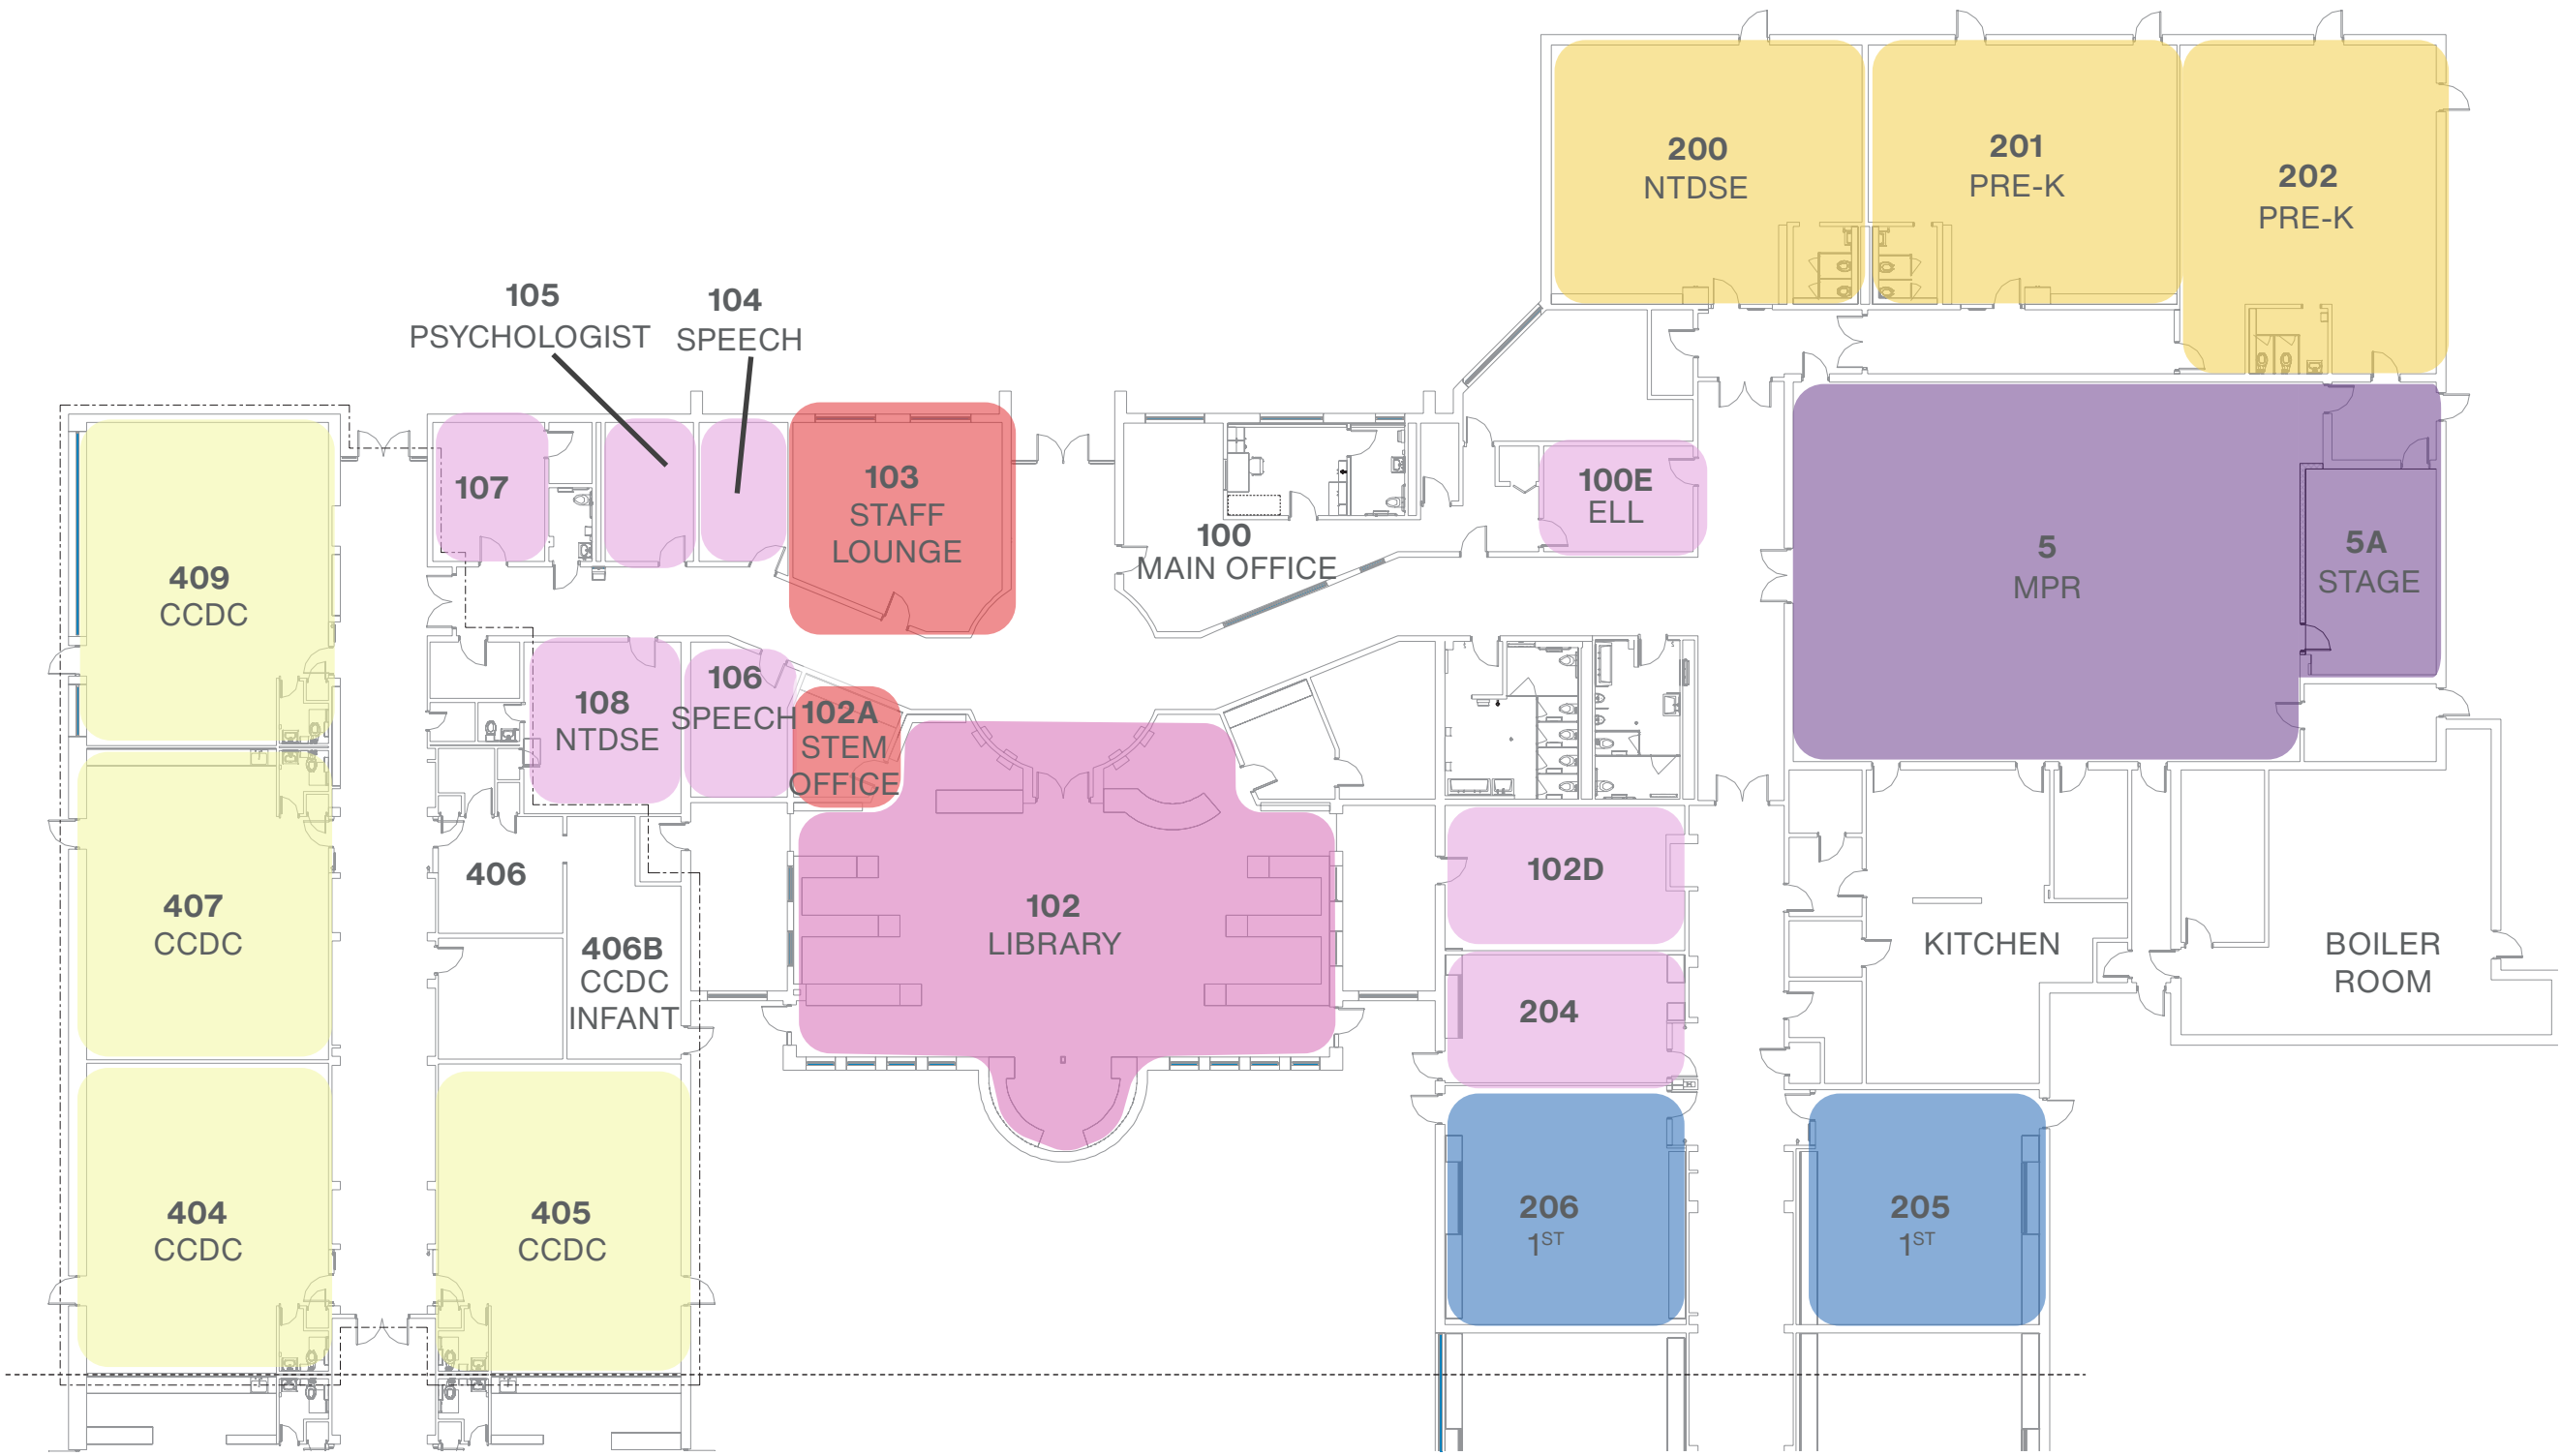 200
NTDSE
201
PRE-K
202
PRE-K
105
PSYCHOLOGIST
104
SPEECH
107
103
STAFF
LOUNGE
100
MAIN OFFICE
100E
ELL
5
MPR
5A
STAGE
409
CCDC
108
NTDSE
106
SPEECH
102A
STEM
OFFICE
407
CCDC
406
406B
CCDC
INFANT
102
LIBRARY
102D
204
KITCHEN
BOILER
ROOM
404
CCDC
405
CCDC
206
1ST
205
1ST